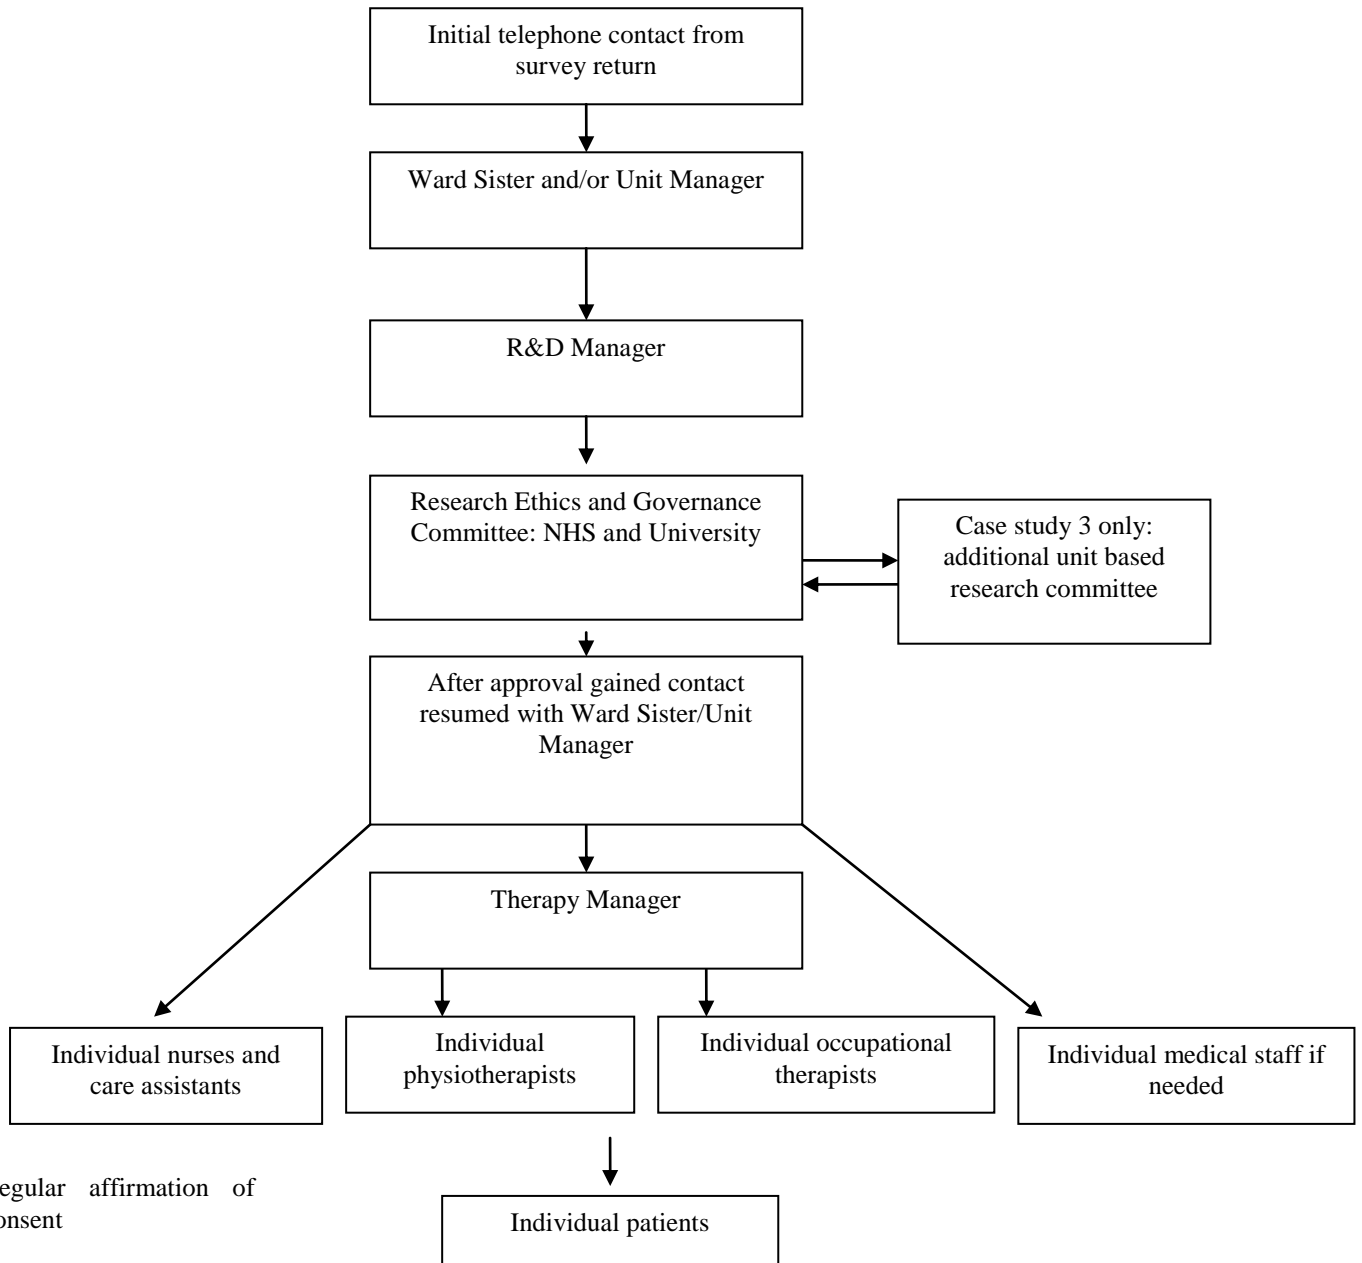 Initial telephone contact from
survey return
Ward Sister and/or Unit Manager
R&D Manager
Research Ethics and Governance
Committee: NHS and University
Case study 3 only:
additional unit based
research committee
After approval gained contact
resumed with Ward Sister/Unit
Manager
Therapy Manager
Individual nurses and
care assistants
Individual
physiotherapists
Individual occupational
therapists
Individual medical staff if
needed
egular affirmation of
onsent
Individual patients